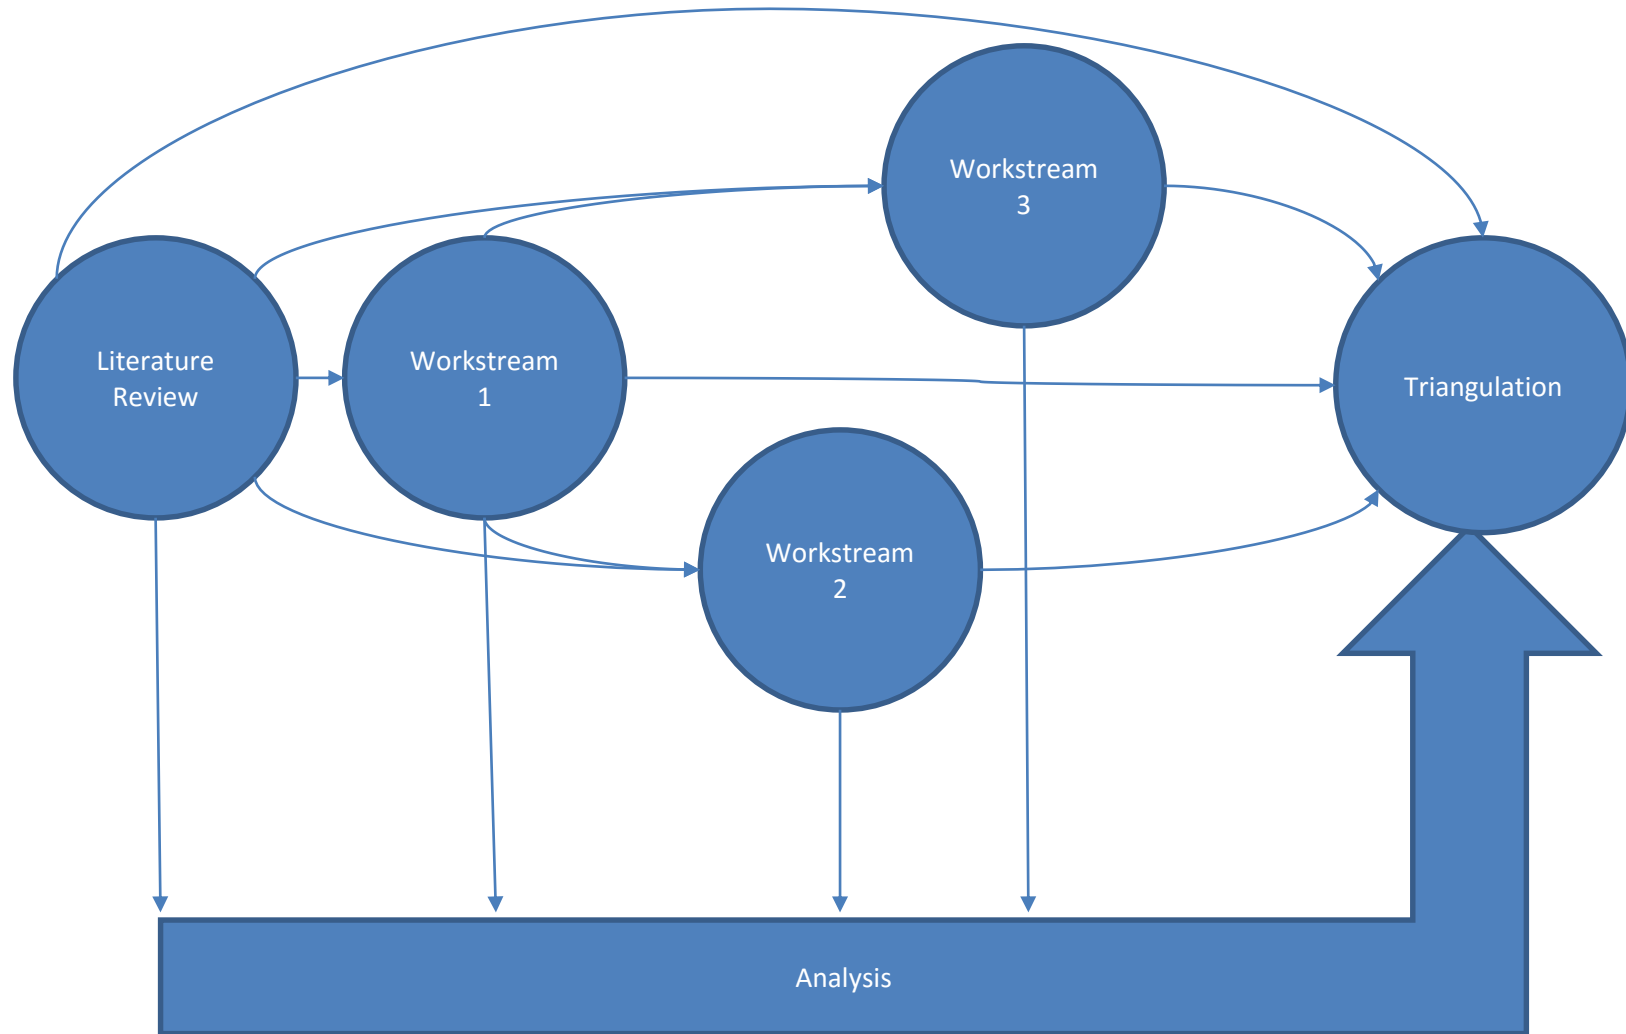 Workstream
3
Literature
Review
Workstream
1
Triangulation
Workstream
2
Analysis